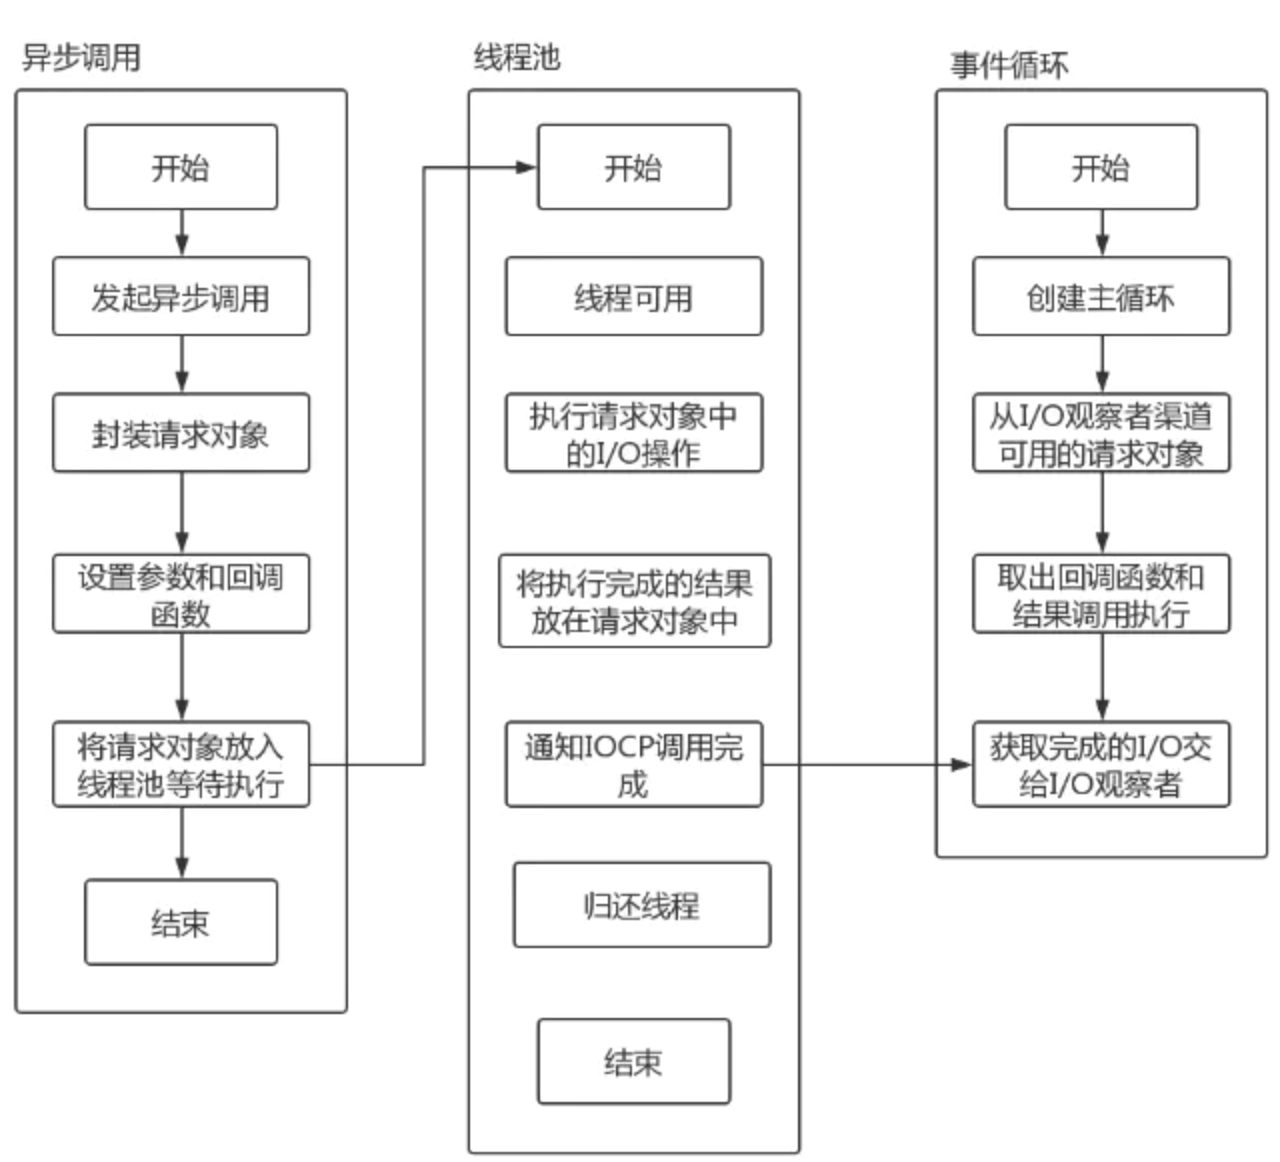 异步调用
开始
发起异步调用
封装请求对象
设置参数和回调
函数
将请求对象放入
线程池等待执行
结束
线程池
开始
线程可用
执行请求对象中
的I/O操作
将执行完成的结果
放在请求对象中
通知IOCP调用完
成
归还线程
结束
事件循环
开始
创建主循环
从I/O观察者渠道
可用的请求对象
取出回调函数和
结果调用执行
获取完成的I/O交
给I/O观察者